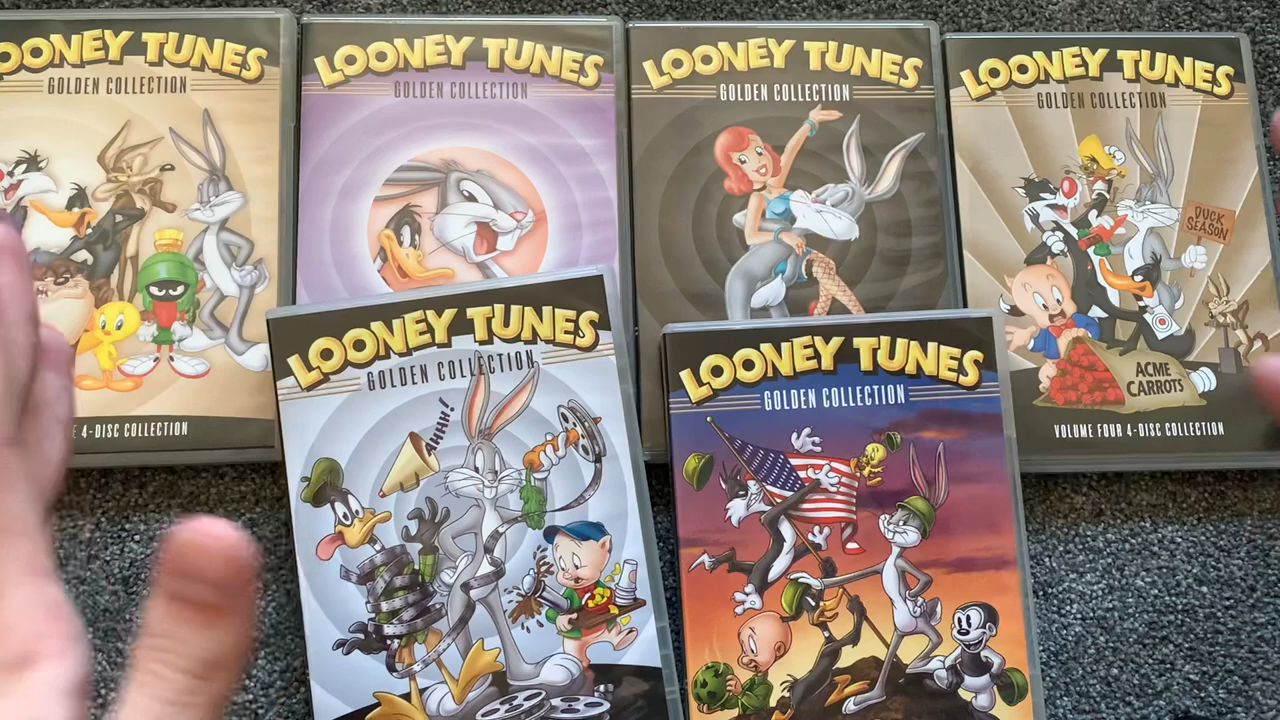 LOONEY TUNES
GOLDEN COLLECTION
4-DISC COLLECTION
LOONEY TUNES
GOLDEN COLLECTION
LOONEY TUNES
GOLDEN COLLECTION
LOONEY TUNES
GOLDEN COLLECTION
DUCK
SEASON
ACME
CARROTS
VOLUME FOUR 4-DISC COLLECTION
LOONEY TUNES
GOLDEN COLLECTION
AHHH!
LOONEY TUNES
GOLDEN COLLECTION